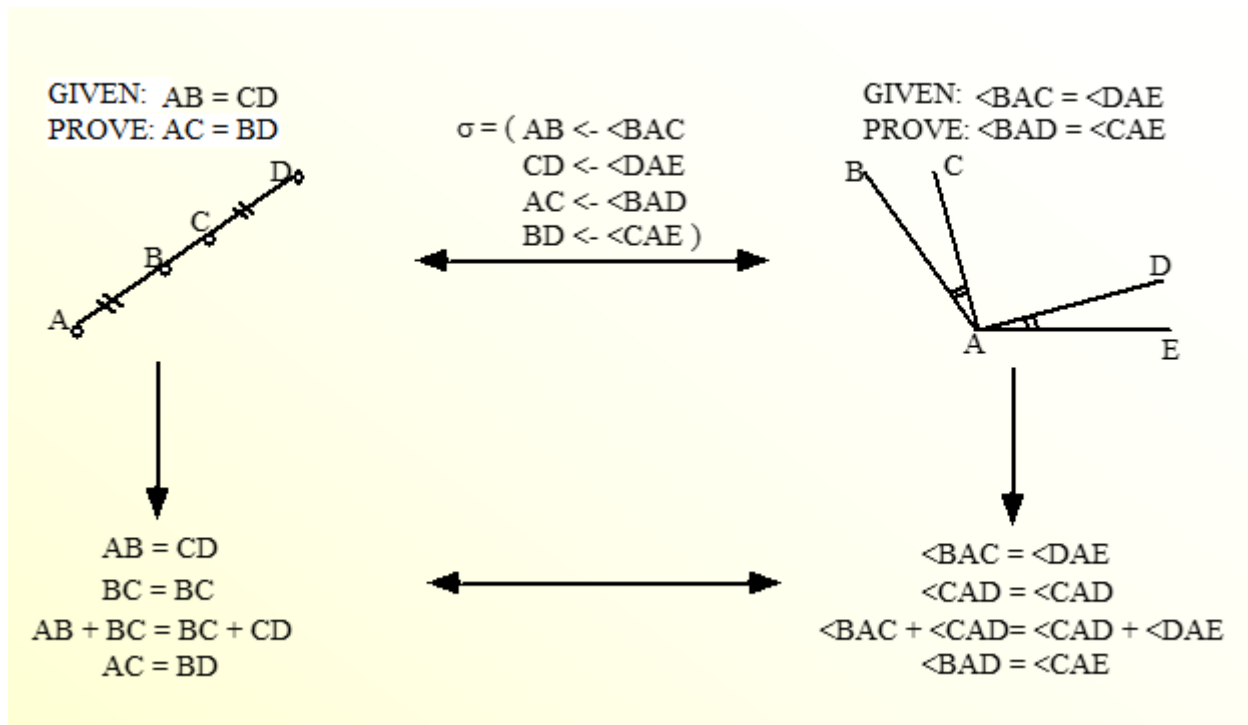 GIVEN: AB = CD
PROVE: AC = BD
D
C
B
A
σ = ( AB <- <BAC
CD <- <DAE
AC <- <BAD
BD <- <CAE )
GIVEN: <BAC = <DAE
PROVE: <BAD = <CAE
B
C
D
A
E
AB = CD
BC = BC
AB + BC = BC + CD
AC = BD
<BAC = <DAE
<CAD = <CAD
<BAC + <CAD= <CAD + <DAE
<BAD = <CAE